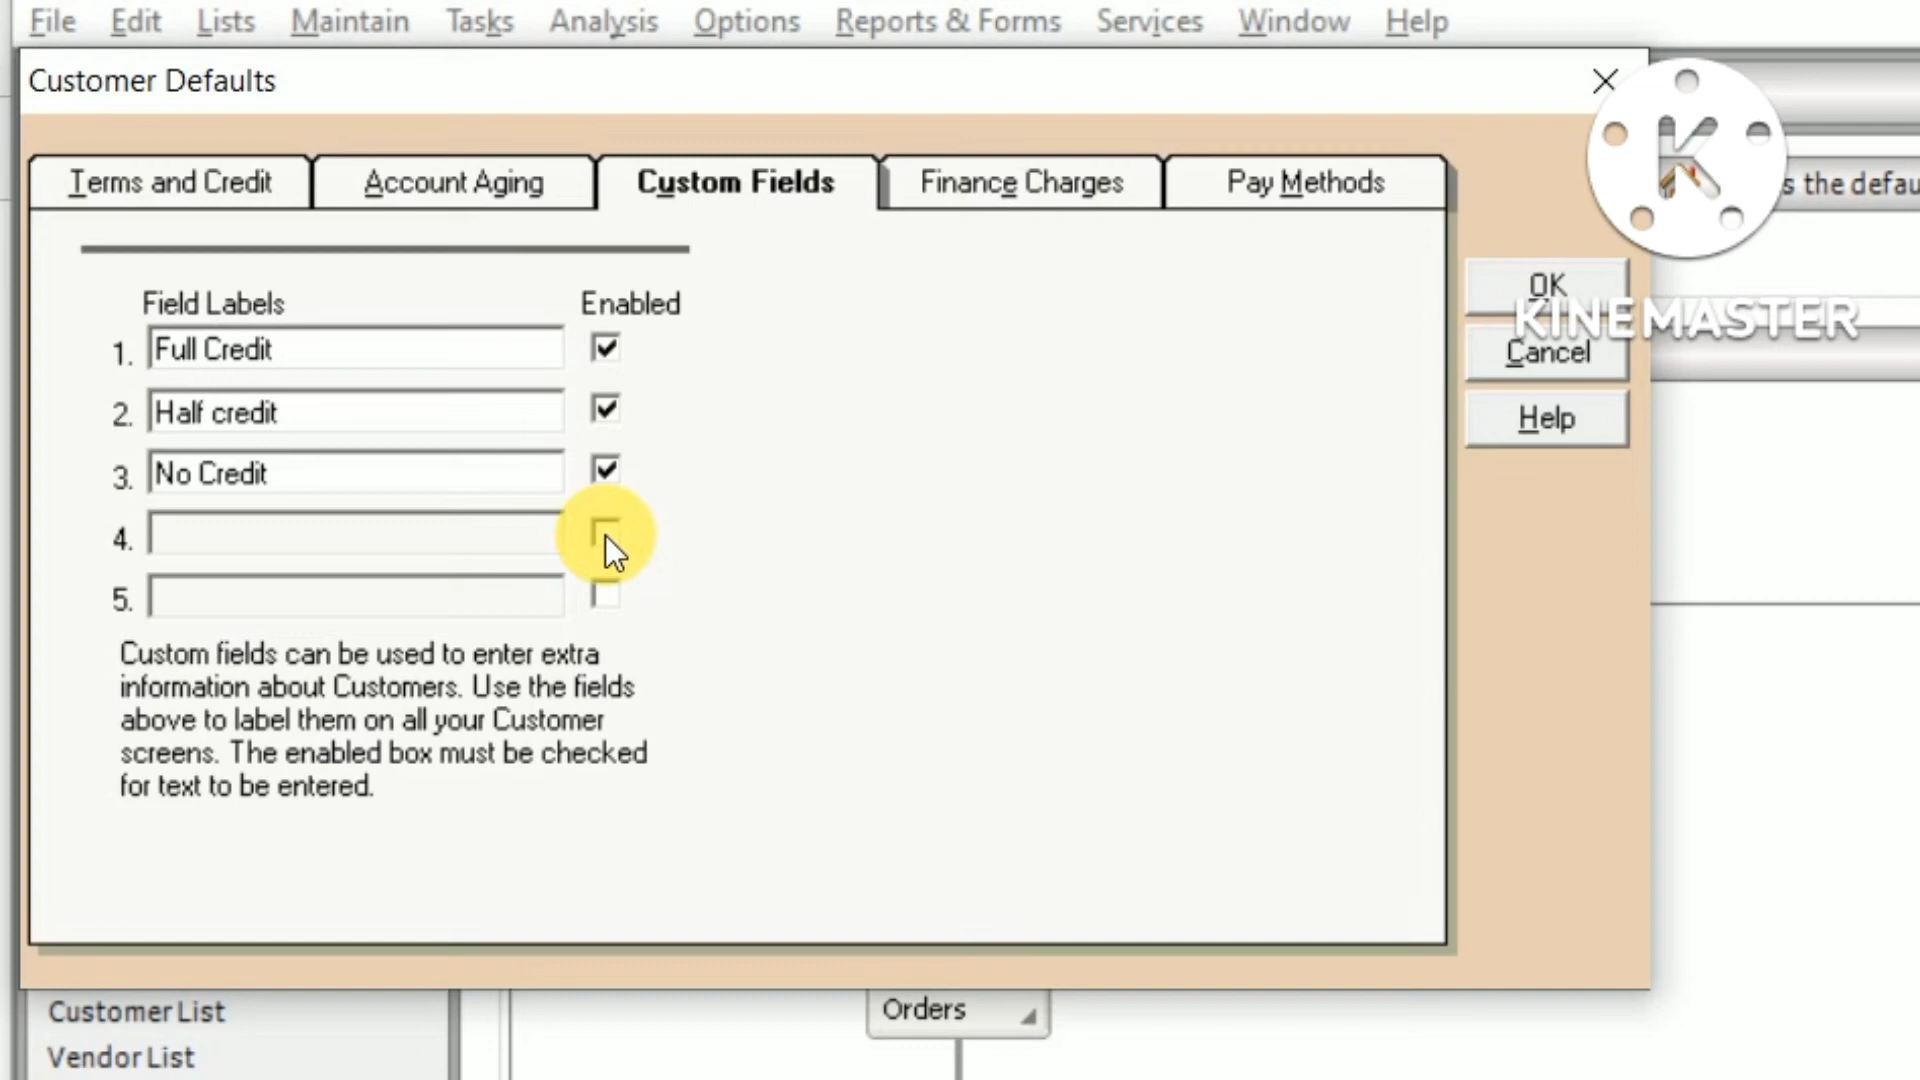 File Edit Lists Maintain Tasks Analysis Options Reports & Forms Services Window Help
Customer Defaults
Terms and Credit Account Aging Custom Fields Finance Charges Pay Methods
s the defau
Field Labels Enabled
1. Full Credit
2. Half credit
3. No Credit
4.
5.
Custom fields can be used to enter extra
information about Customers. Use the fields
above to label them on all your Customer
screens. The enabled box must be checked
for text to be entered.
OK
KINEMASTER
Cancel
Help
Customer List
Vendor List
Orders